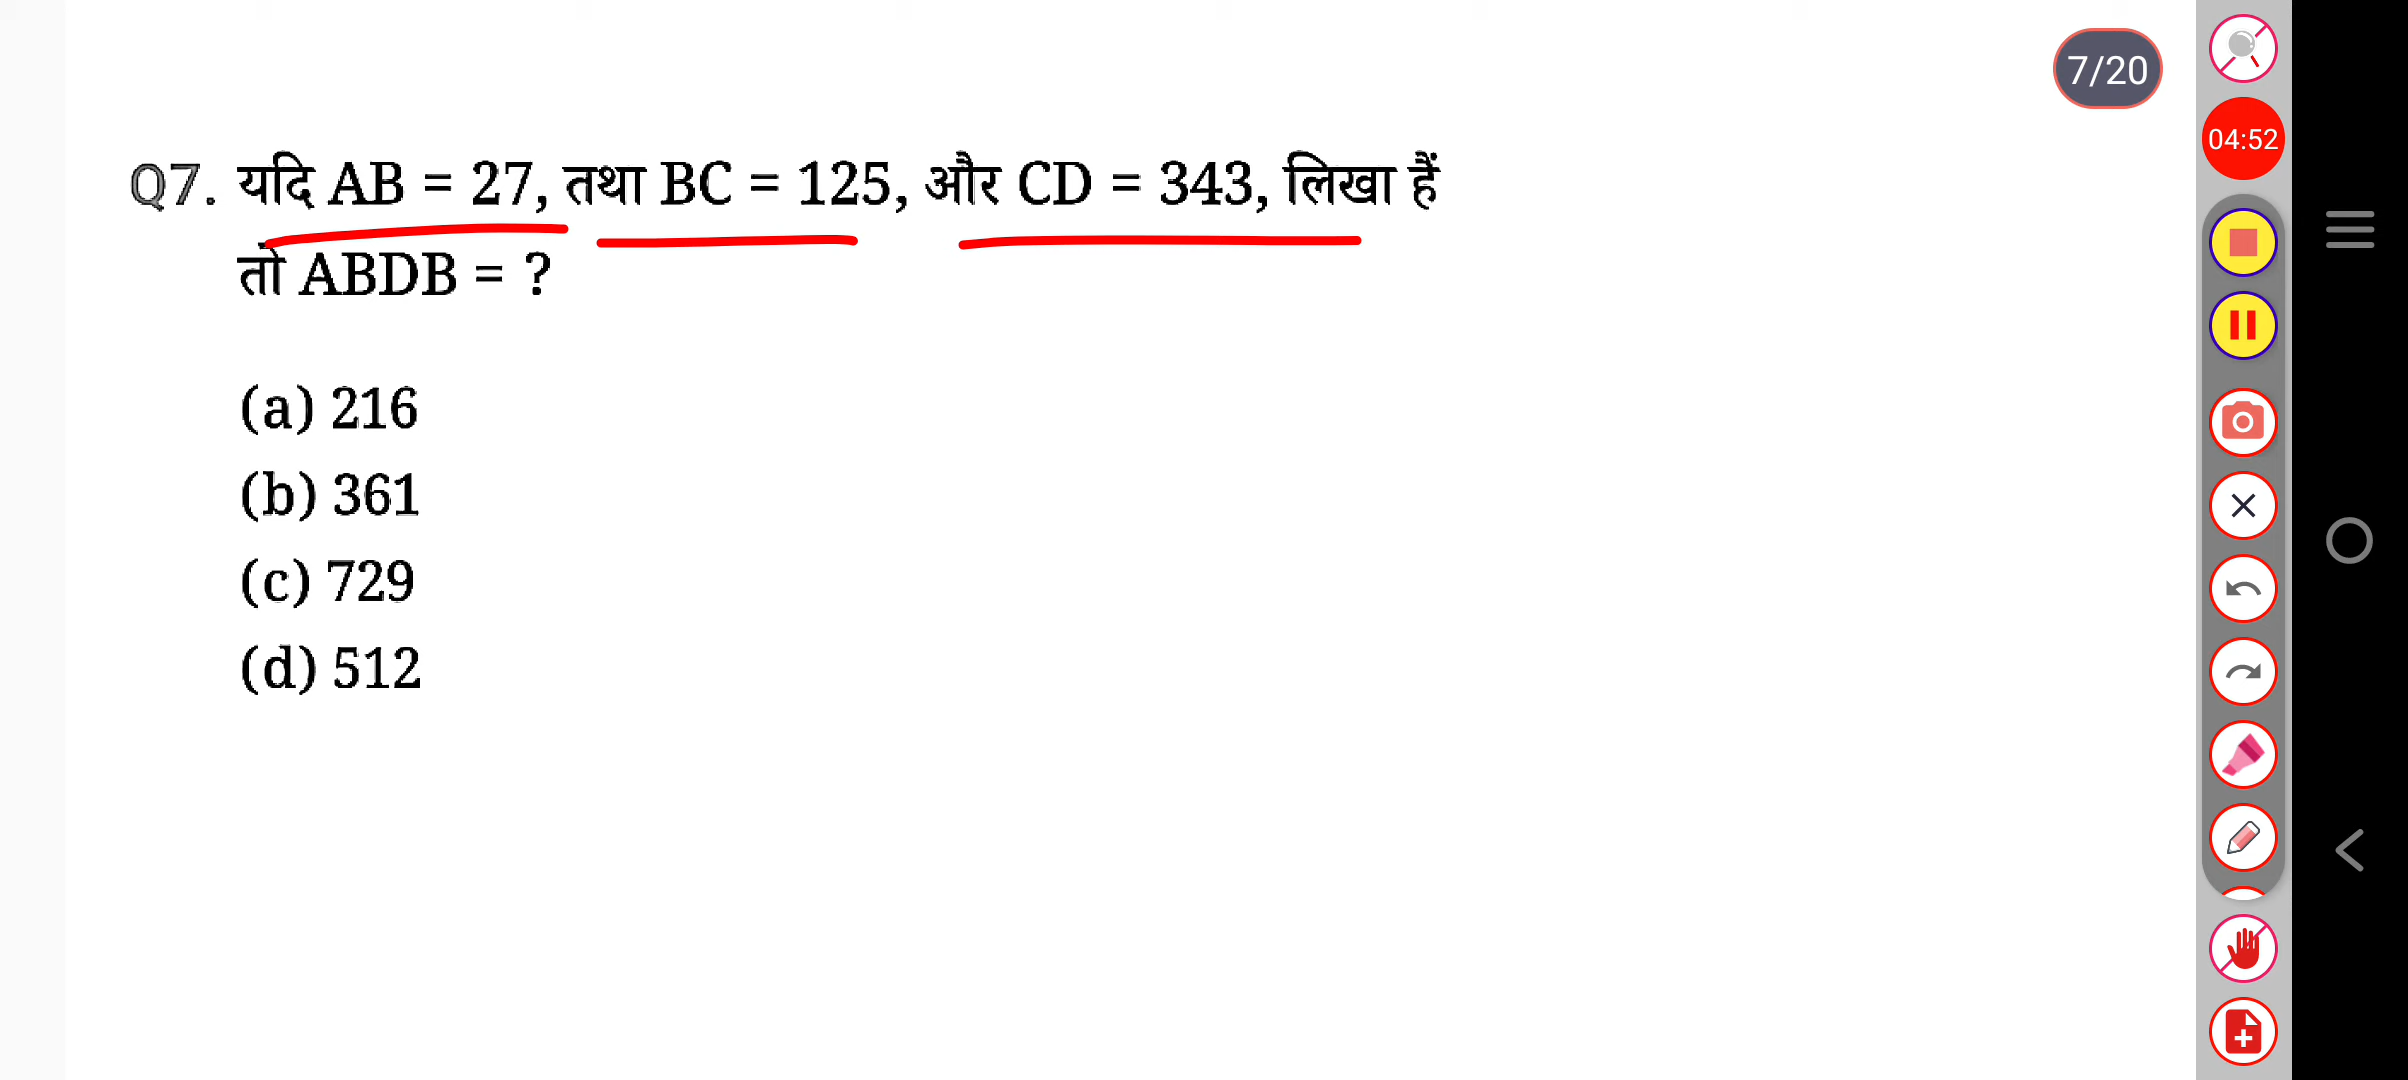 7/20
04:52
Q7. यदि AB = 27, तथा BC = 125, और CD = 343, लिखा हैं
तो ABDB = ?
(a) 216
(b) 361
(c) 729
(d) 512